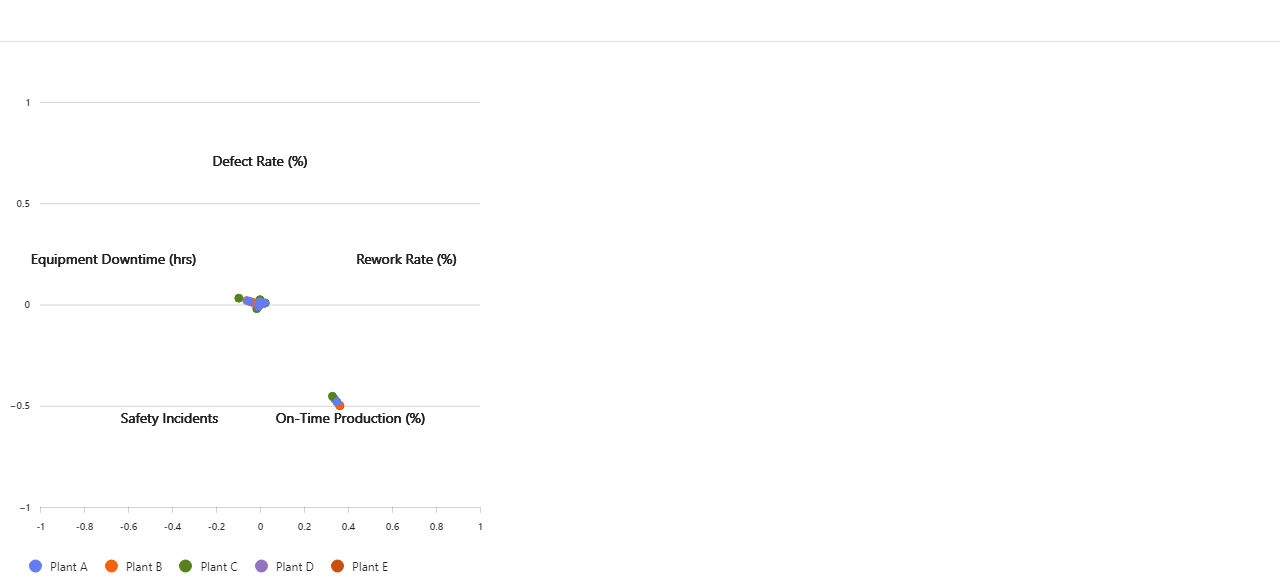 1
Defect Rate (%)
0.5
Equipment Downtime (hrs) Rework Rate (%)
0
−0.5
Safety Incidents On-Time Production (%)
−1
-1 -0.8 -0.6 -0.4 -0.2 0 0.2 0.4 0.6 0.8 1
Plant A Plant B Plant C Plant D Plant E